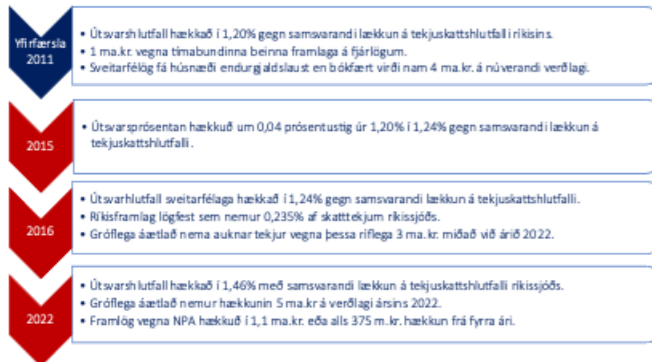 Yfirfærsla
2011
• Útsvarhlutfall hækkað í 1,20% gegn samsvarandi lækkun á tekjuskattshlutfalli ríkisins.
• 1 ma.kr. vegna tímabundinna beinna framlaga á fjárlögum.
• Sveitarfélög fá húsnæði endurgjaldslaust en bókfært virði nam 4 ma.kr. á núverandi verðlagi.
2015
• Útsvarsprósentan hækkuð um 0,04 prósentustig úr 1,20% í 1,24% gegn samsvarandi lækkun á
tekjuskattshlutfalli.
2016
• Útsvarhlutfall sveitarfélaga hækkað í 1,24% gegn samsvarandi lækkun á tekjuskattshlutfalli.
• Ríkisframlag lögfest sem nemur 0,235% af skatttekjum ríkissjóðs.
• Gróflega áætlað nema auknar tekjur vegna þessa ríflega 3 ma.kr. miðað við árið 2022.
2022
• Útsvarshlutfall hækkað í 1,46% með samsvarandi lækkun á tekjuskattshlutfalli ríkissjóðs.
• Gróflega áætlað nemur hækkunin 5 ma.kr á verðlagi ársins 2022.
• Framlög vegna NPA hækkuð í 1,1 ma.kr. eða alls 375 m.kr. hækkun frá fyrra ári.